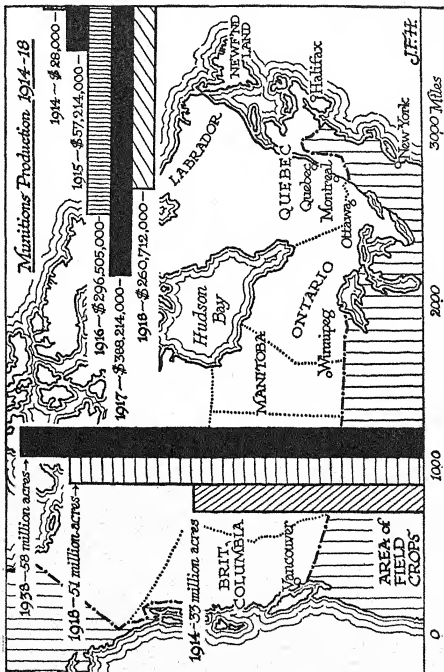 Munitions Production 1914-18
1914—$28,000—
1915—$57,214,000—
1916—$296,505,000—
1917—$388,214,000—
1918—$260,712,000—
1938—58 million acres→
1918—51 million acres→
1914—33 million acres
AREA of
FIELD
CROPS
BRIT.
COLUMBIA
Vancouver
MANITOBA
Winnipeg
ONTARIO
Hudson
Bay
LABRADOR
NEWF'ND
LAND
QUEBEC
Quebec
Montreal
Ottawa
Halifax
New York
J.F.H.
0
1000
2000
3000 Miles